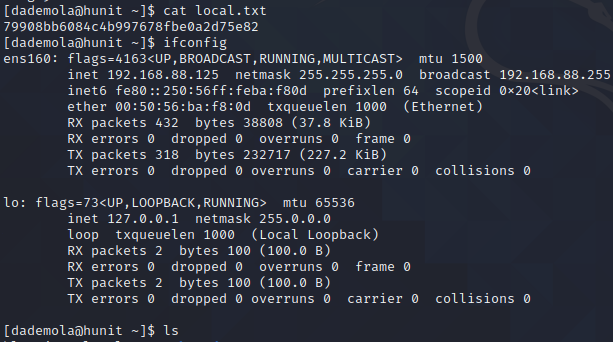 [dademola@hunit ~]$ cat local.txt
79908bb6084c4b997678fbe0a2d75e82
[dademola@hunit ~]$ ifconfig
ens160: flags=4163<UP,BROADCAST,RUNNING,MULTICAST>  mtu 1500
        inet 192.168.88.125  netmask 255.255.255.0  broadcast 192.168.88.255
        inet6 fe80::250:56ff:feba:f80d  prefixlen 64  scopeid 0×20<link>
        ether 00:50:56:ba:f8:0d  txqueuelen 1000  (Ethernet)
        RX packets 432  bytes 38808 (37.8 KiB)
        RX errors 0  dropped 0  overruns 0  frame 0
        TX packets 318  bytes 232717 (227.2 KiB)
        TX errors 0  dropped 0 overruns 0  carrier 0  collisions 0
lo: flags=73<UP,LOOPBACK,RUNNING>  mtu 65536
        inet 127.0.0.1  netmask 255.0.0.0
        loop  txqueuelen 1000  (Local Loopback)
        RX packets 2  bytes 100 (100.0 B)
        RX errors 0  dropped 0  overruns 0  frame 0
        TX packets 2  bytes 100 (100.0 B)
        TX errors 0  dropped 0 overruns 0  carrier 0  collisions 0
[dademola@hunit ~]$ ls